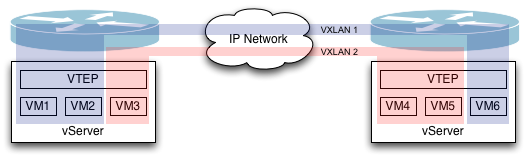 IP Network
VXLAN 1
VXLAN 2
VTEP
VM1 VM2 VM3
vServer
VTEP
VM4 VM5 VM6
vServer